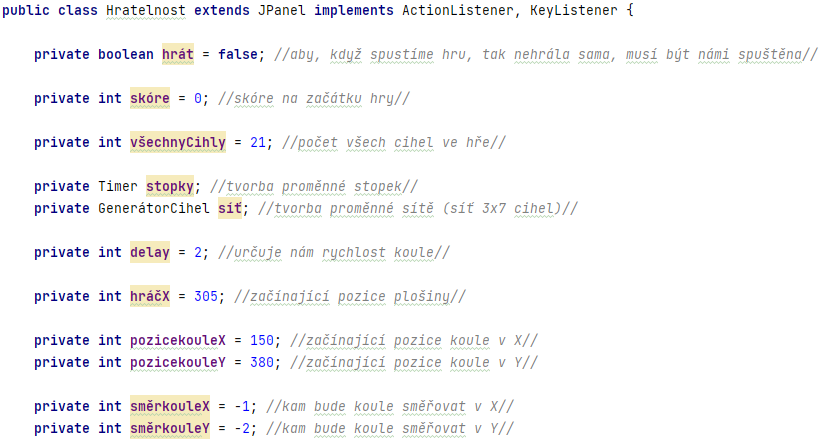 public class Hratelnost extends JPanel implements ActionListener, KeyListener {
private boolean hrát = false; //aby, když spustíme hru, tak nehrála sama, musí být námi spuštěna//
private int skóre = 0; //skóre na začátku hry//
private int všechnyCihly = 21; //počet všech cihel ve hře//
private Timer stopky; //tvorba proměnné stopek//
private GenerátorCihel síť; //tvorba proměnné sítě (síť 3x7 cihel)//
private int delay = 2; //určuje nám rychlost koule//
private int hráčX = 305; //začínající pozice plošiny//
private int pozicekouleX = 150; //začínající pozice koule v X//
private int pozicekouleY = 380; //začínající pozice koule v Y//
private int směrkouleX = -1; //kam bude koule směřovat v X//
private int směrkouleY = -2; //kam bude koule směřovat v Y//